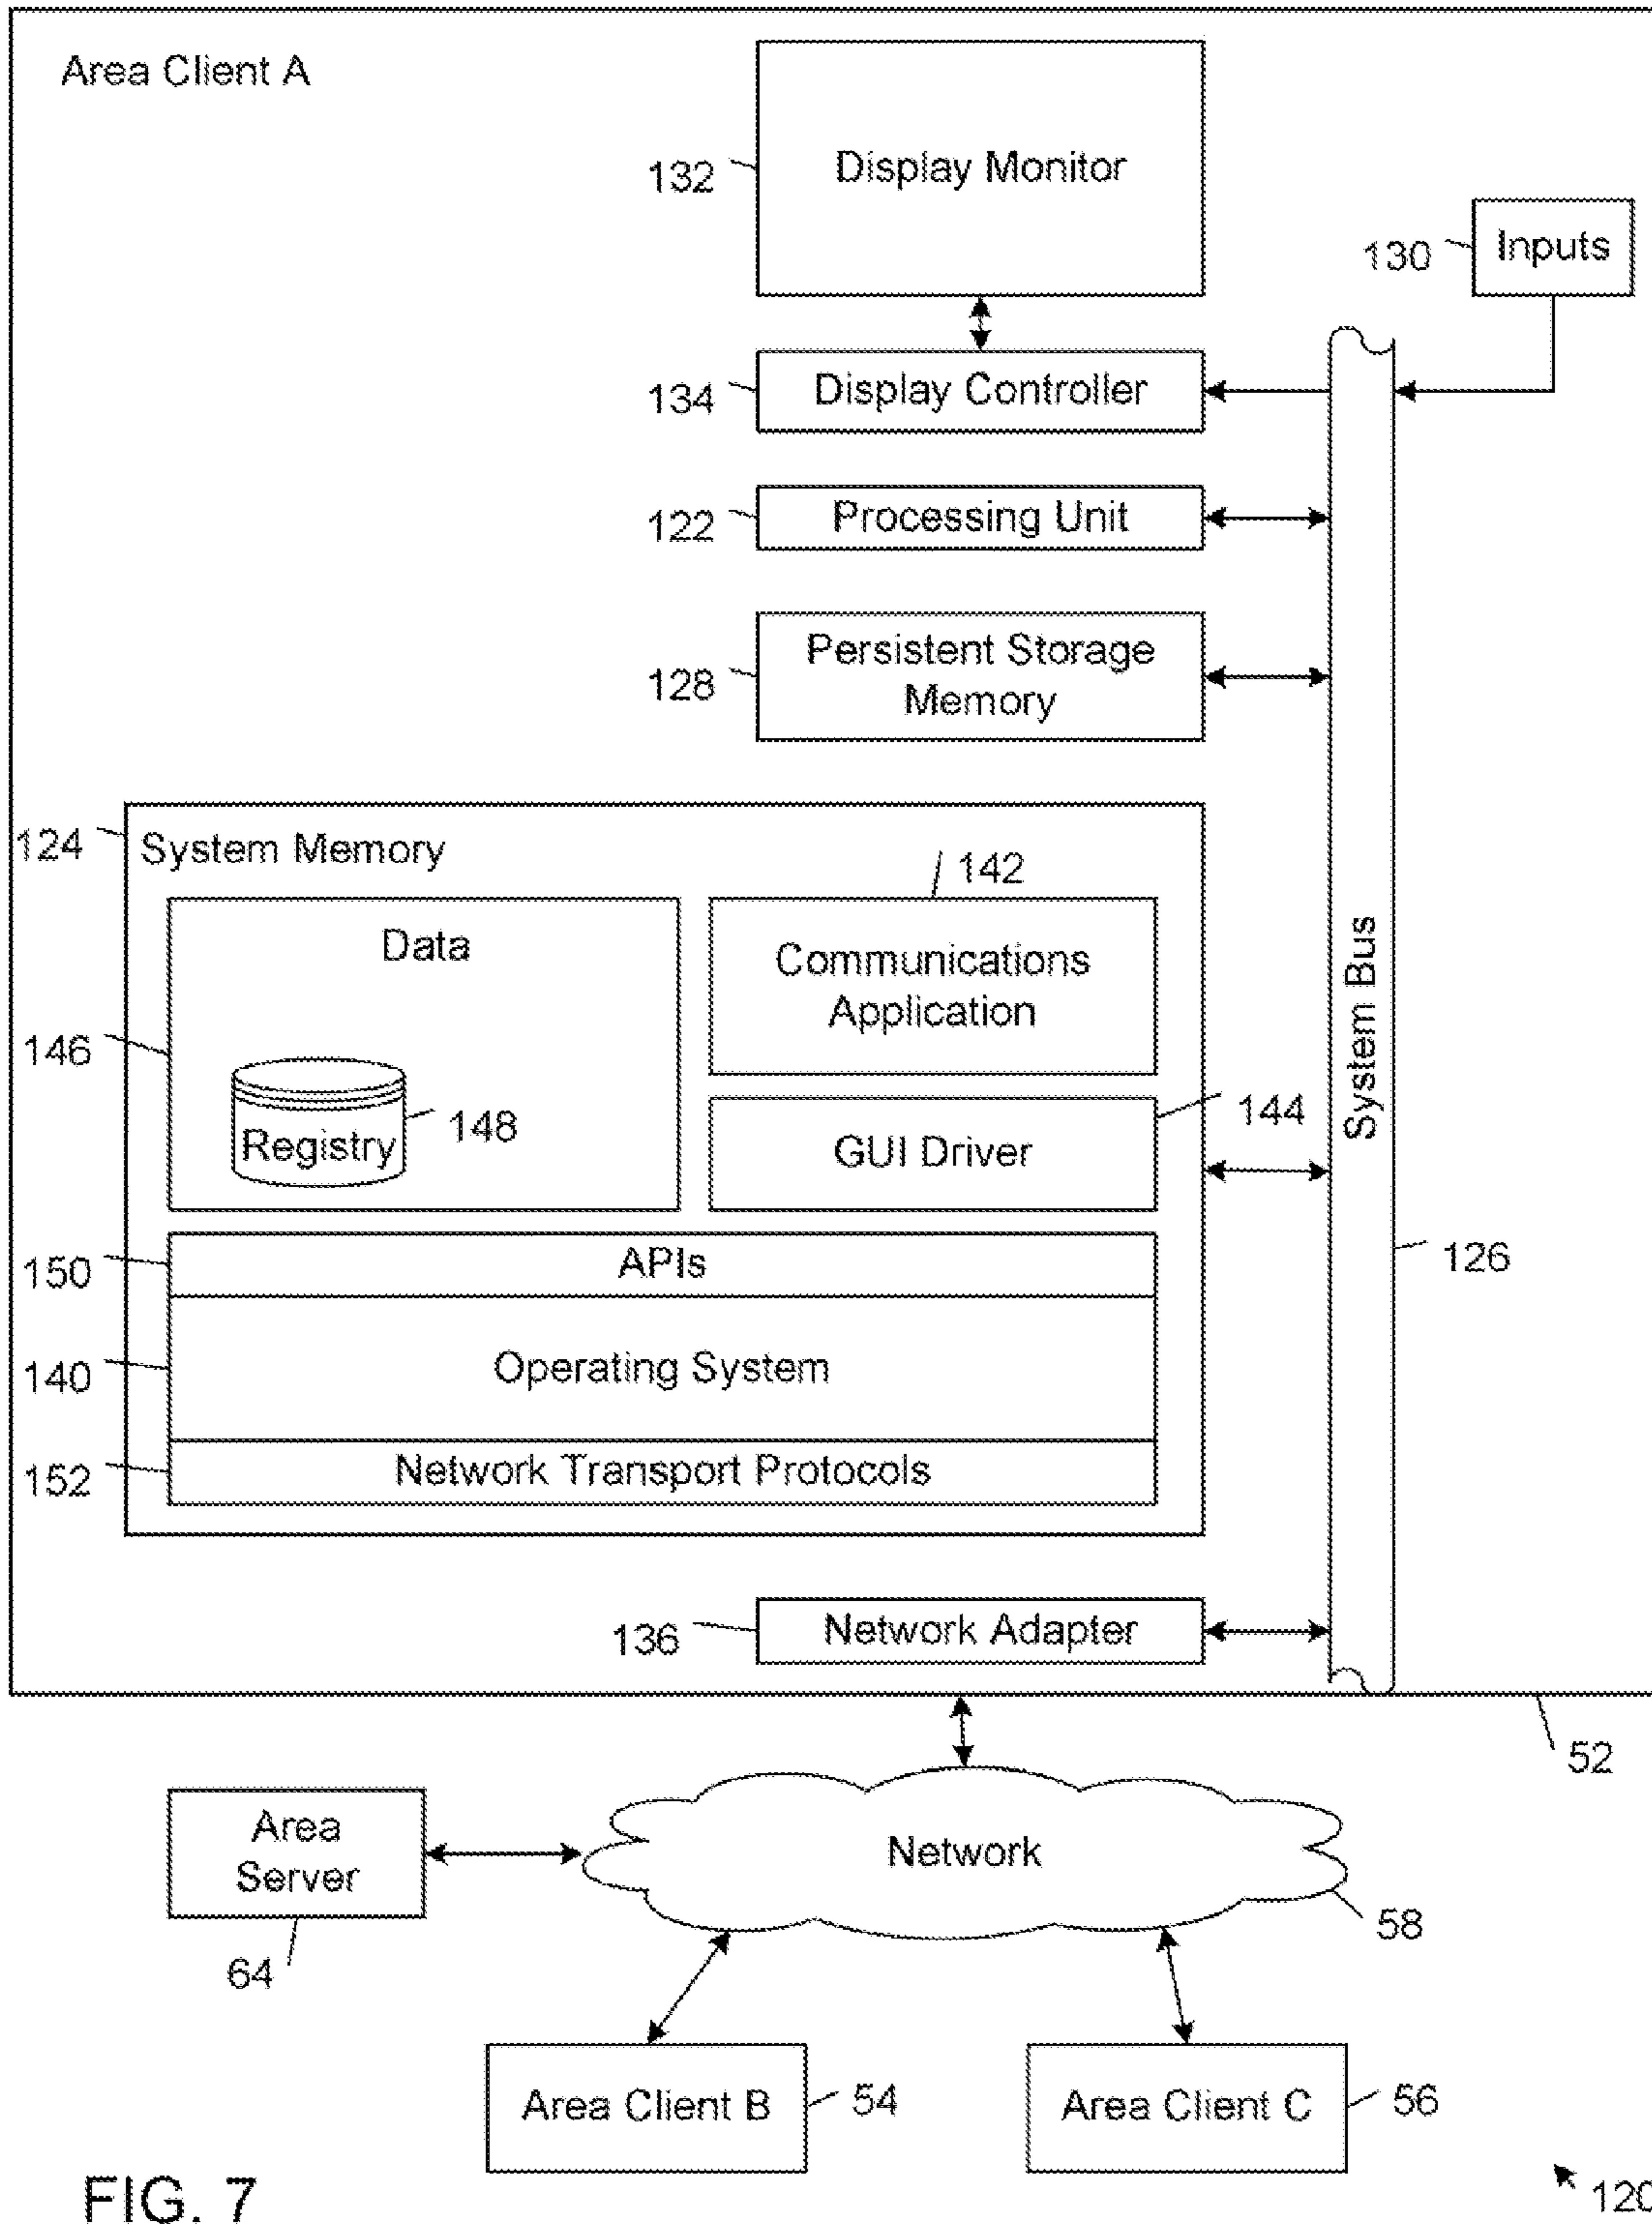 Area Client A
Display Monitor
132
130
Inputs
134
Display Controller
122
Processing Unit
128
Persistent Storage
Memory
124
System Memory
142
Data
Communications
Application
146
Registry
148
144
GUI Driver
System Bus
126
150
APIs
140
Operating System
152
Network Transport Protocols
136
Network Adapter
52
Area
Server
64
Network
58
Area Client B
54
Area Client C
56
FIG. 7
120